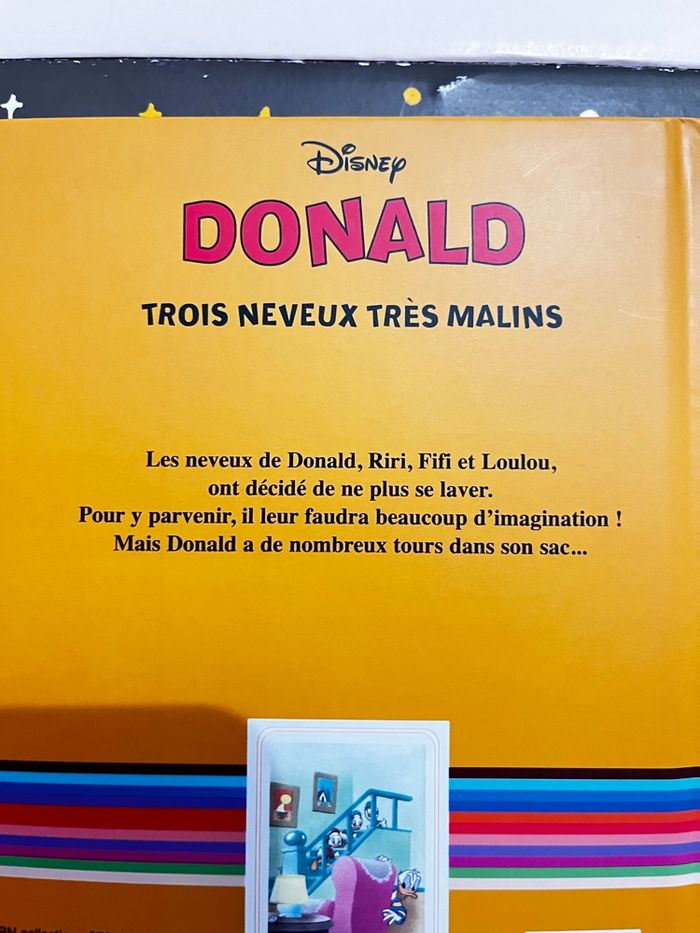 Disney
DONALD
TROIS NEVEUX TRÈS MALINS
Les neveux de Donald, Riri, Fifi et Loulou,
ont décidé de ne plus se laver.
Pour y parvenir, il leur faudra beaucoup d'imagination !
Mais Donald a de nombreux tours dans son sac...